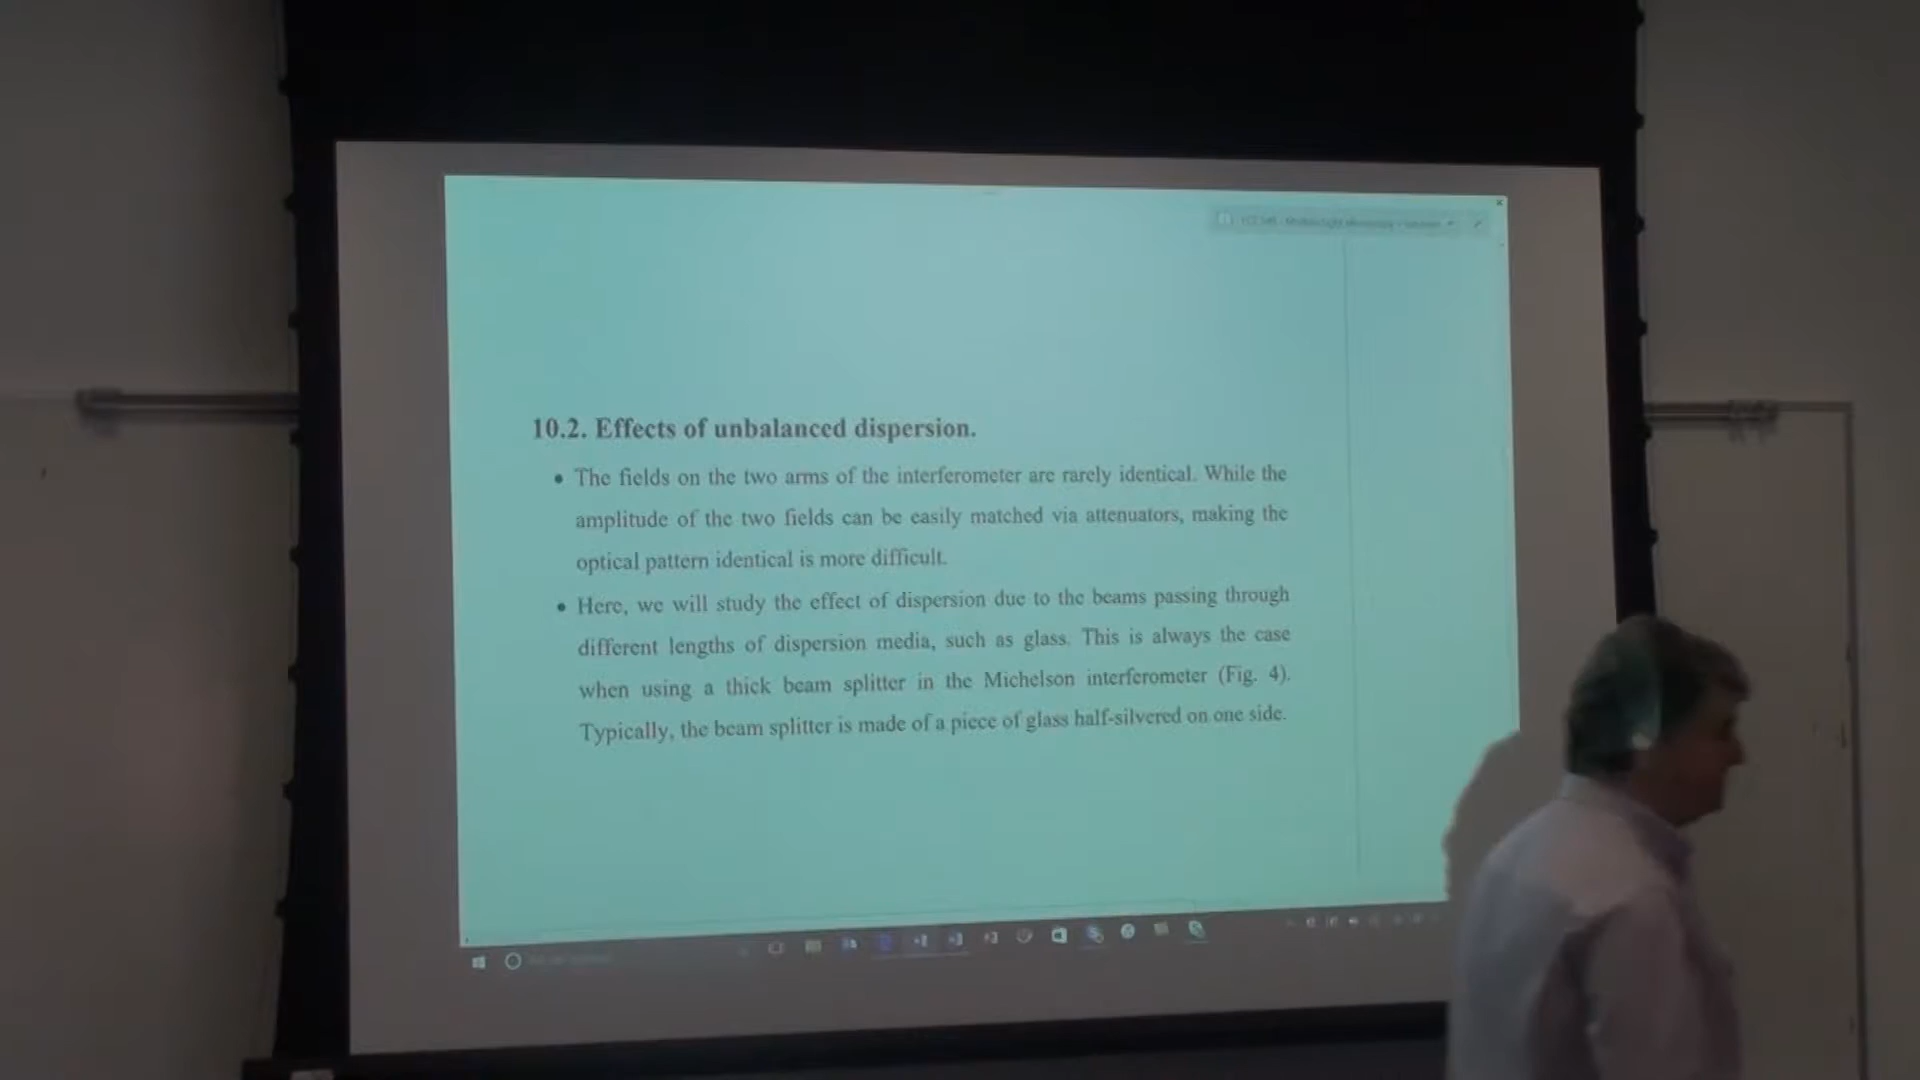 10.2. Effects of unbalanced dispersion.
• The fields on the two arms of the interferometer are rarely identical. While the
amplitude of the two fields can be easily matched via attenuators, making the
optical pattern identical is more difficult.
• Here, we will study the effect of dispersion due to the beams passing through
different lengths of dispersion media, such as glass. This is always the case
when using a thick beam splitter in the Michelson interferometer (Fig. 4).
Typically, the beam splitter is made of a piece of glass half-silvered on one side.